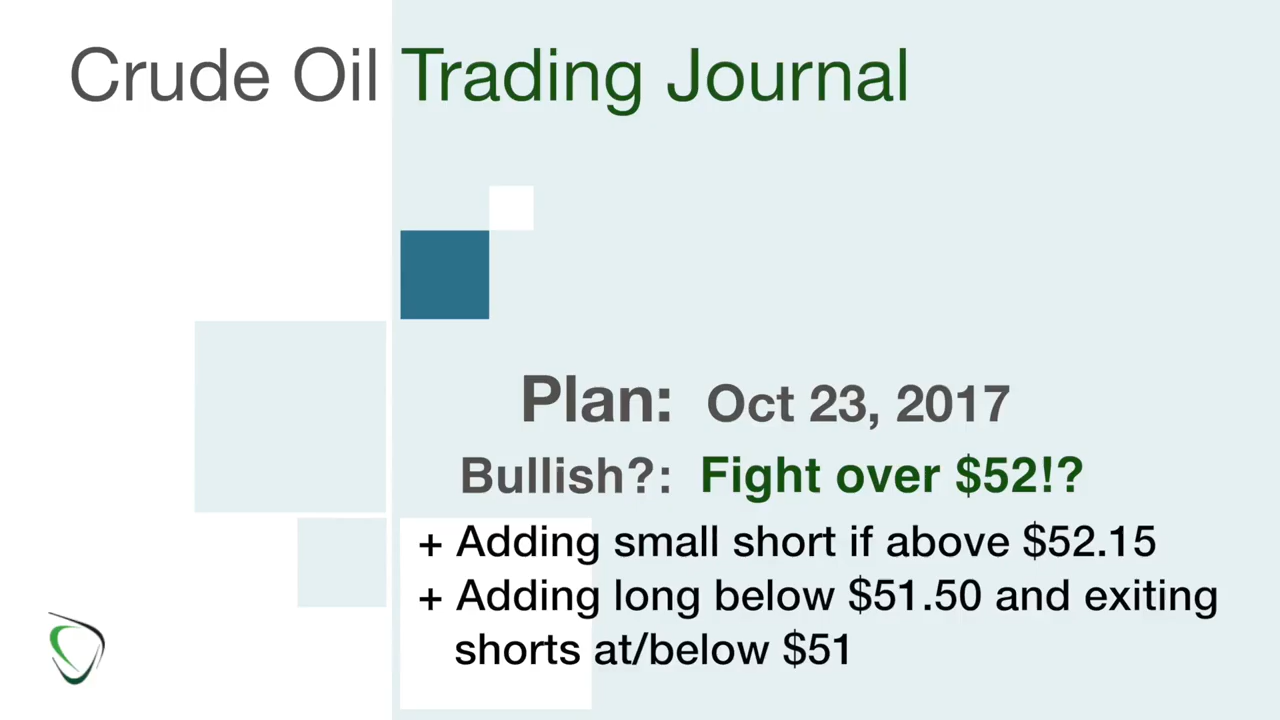 Crude Oil Trading Journal
Plan: Oct 23, 2017
Bullish?: Fight over $52!?
+ Adding small short if above $52.15
+ Adding long below $51.50 and exiting
shorts at/below $51